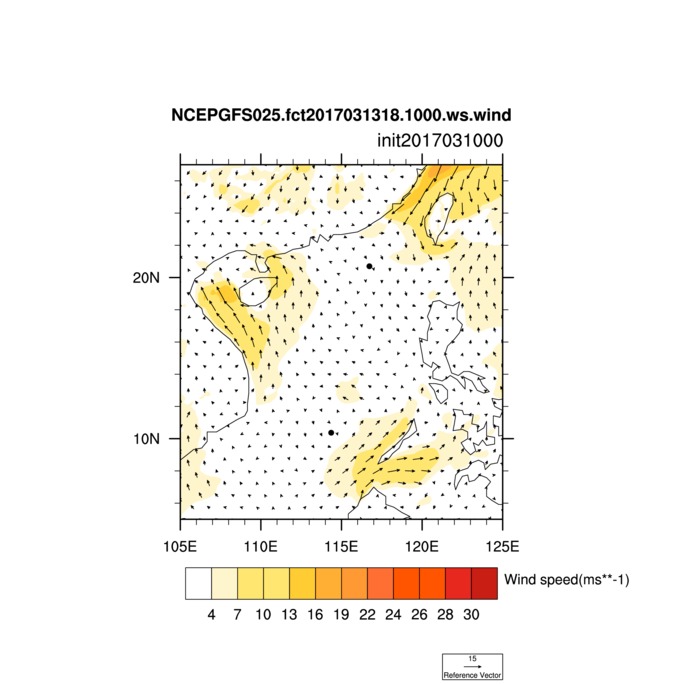 NCEPGFS025.fct2017031318.1000.ws.wind
init2017031000
20N
10N
105E 110E 115E 120E 125E
Wind speed(ms**-1)
4 7 10 13 16 19 22 24 26 28 30
15
Reference Vector